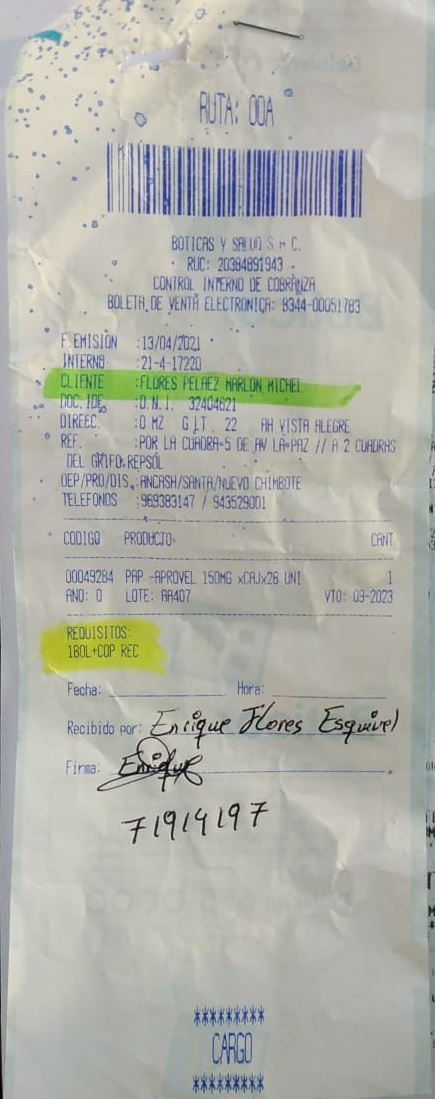 RUTA: 00A
BOTICAS Y SALUD S A C.
RUC: 20384891943
CONTROL INTERNO DE COBRANZA
BOLETA DE VENTA ELECTRONICA: B344-00051783
F.EMISIÓN :13/04/2021
INTERNO :21-4-17220
CLIENTE :FLORES PELAEZ MARLON MICHEL
DOC. IDE. :D.N.I. 32404621
DIREC. :0 MZ G LT. 22 AH VISTA ALEGRE
REF. :POR LA CUADRA 5 DE AV LA PAZ // A 2 CUADRAS
DEL GRIFO REPSOL
DEP/PRO/DIS.:ANCASH/SANTA/NUEVO CHIMBOTE
TELEFONOS :969383147 / 943529001
CODIGO PRODUCTO CANT
00049284 PAP -APROVEL 150MG xCAJx28 UNI 1
ANO: 0 LOTE: AA407 VTO: 09-2023
REQUISITOS:
1BOL+COP REC
Fecha: Hora:
Recibido por: Enrique Flores Esquivel
Firma: Enrique
71914197
*********
CARGO
*********